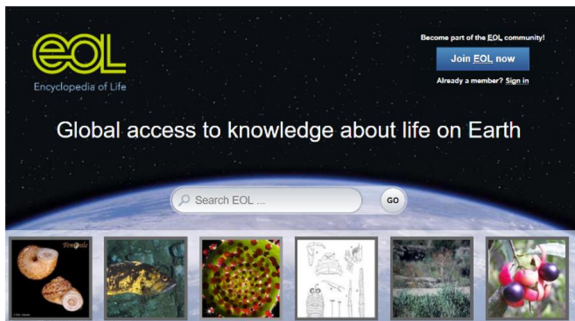 Become part of the EOL community!
eol
Join EOL now
Encyclopedia of Life
Already a member? Sign in
Global access to knowledge about life on Earth
Search EOL ...
GO